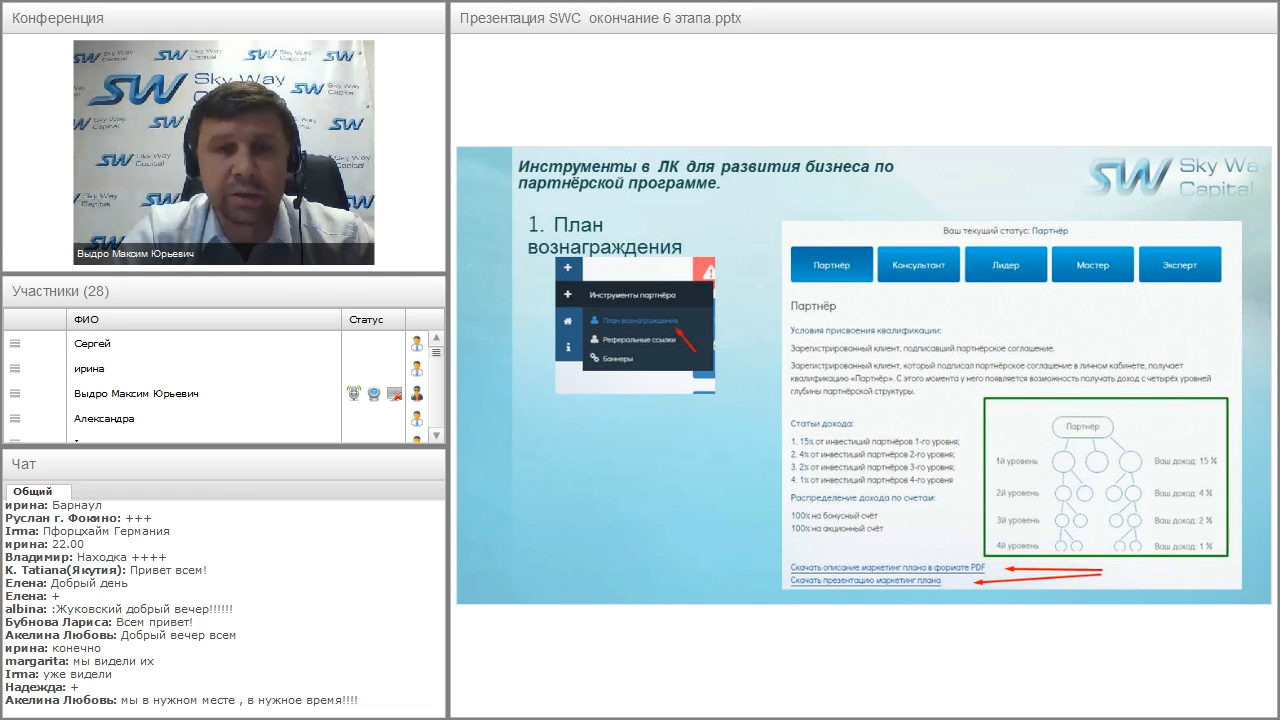 Конференция
SW
Sky Way
Capital
Выдро Максим Юрьевич
Участники (28)
ФИО
Статус
Сергей
ирина
Выдро Максим Юрьевич
Александра
Чат
Общий
ирина: Барнаул
Руслан г. Фокино: +++
Irma: Пфорцхайм Германия
ирина: 22.00
Владимир: Находка ++++
K. Tatiana(Якутия): Привет всем!
Елена: Добрый день
Елена: +
albina: :Жуковский добрый вечер!!!!!!
Бубнова Лариса: Всем привет!
Акелина Любовь: Добрый вечер всем
ирина: конечно
margarita: мы видели их
Irma: уже видели
Надежда: +
Акелина Любовь: мы в нужном месте , в нужное время!!!!
Презентация SWC окончание 6 этапа.pptx
Инструменты в ЛК для развития бизнеса по
партнёрской программе.
SW Sky Wa
Capital
1. План
вознаграждения
Инструменты партнёра
План вознаграждения
Реферальные ссылки
Баннеры
Ваш текущий статус: Партнёр
Партнёр
Консультант
Лидер
Мастер
Эксперт
Партнёр
Условия присвоения квалификации:
Зарегистрированный клиент, подписавший партнёрское соглашение.
Зарегистрированный клиент, который подписал партнёрское соглашение в личном кабинете, получает
квалификацию «Партнёр». С этого момента у него появляется возможность получать доход с четырёх уровней
глубины партнёрской структуры.
Статьи дохода:
1. 15% от инвестиций партнёров 1-го уровня;
2. 4% от инвестиций партнёров 2-го уровня;
3. 2% от инвестиций партнёров 3-го уровня;
4. 1% от инвестиций партнёров 4-го уровня
Распределение дохода по счетам:
100% на бонусный счёт
100% на акционный счёт
Партнёр
1й уровень
Ваш доход: 15 %
2й уровень
Ваш доход: 4 %
3й уровень
Ваш доход: 2 %
4й уровень
Ваш доход: 1 %
Скачать описание маркетинг плана в формате PDF
Скачать презентацию маркетинг плана